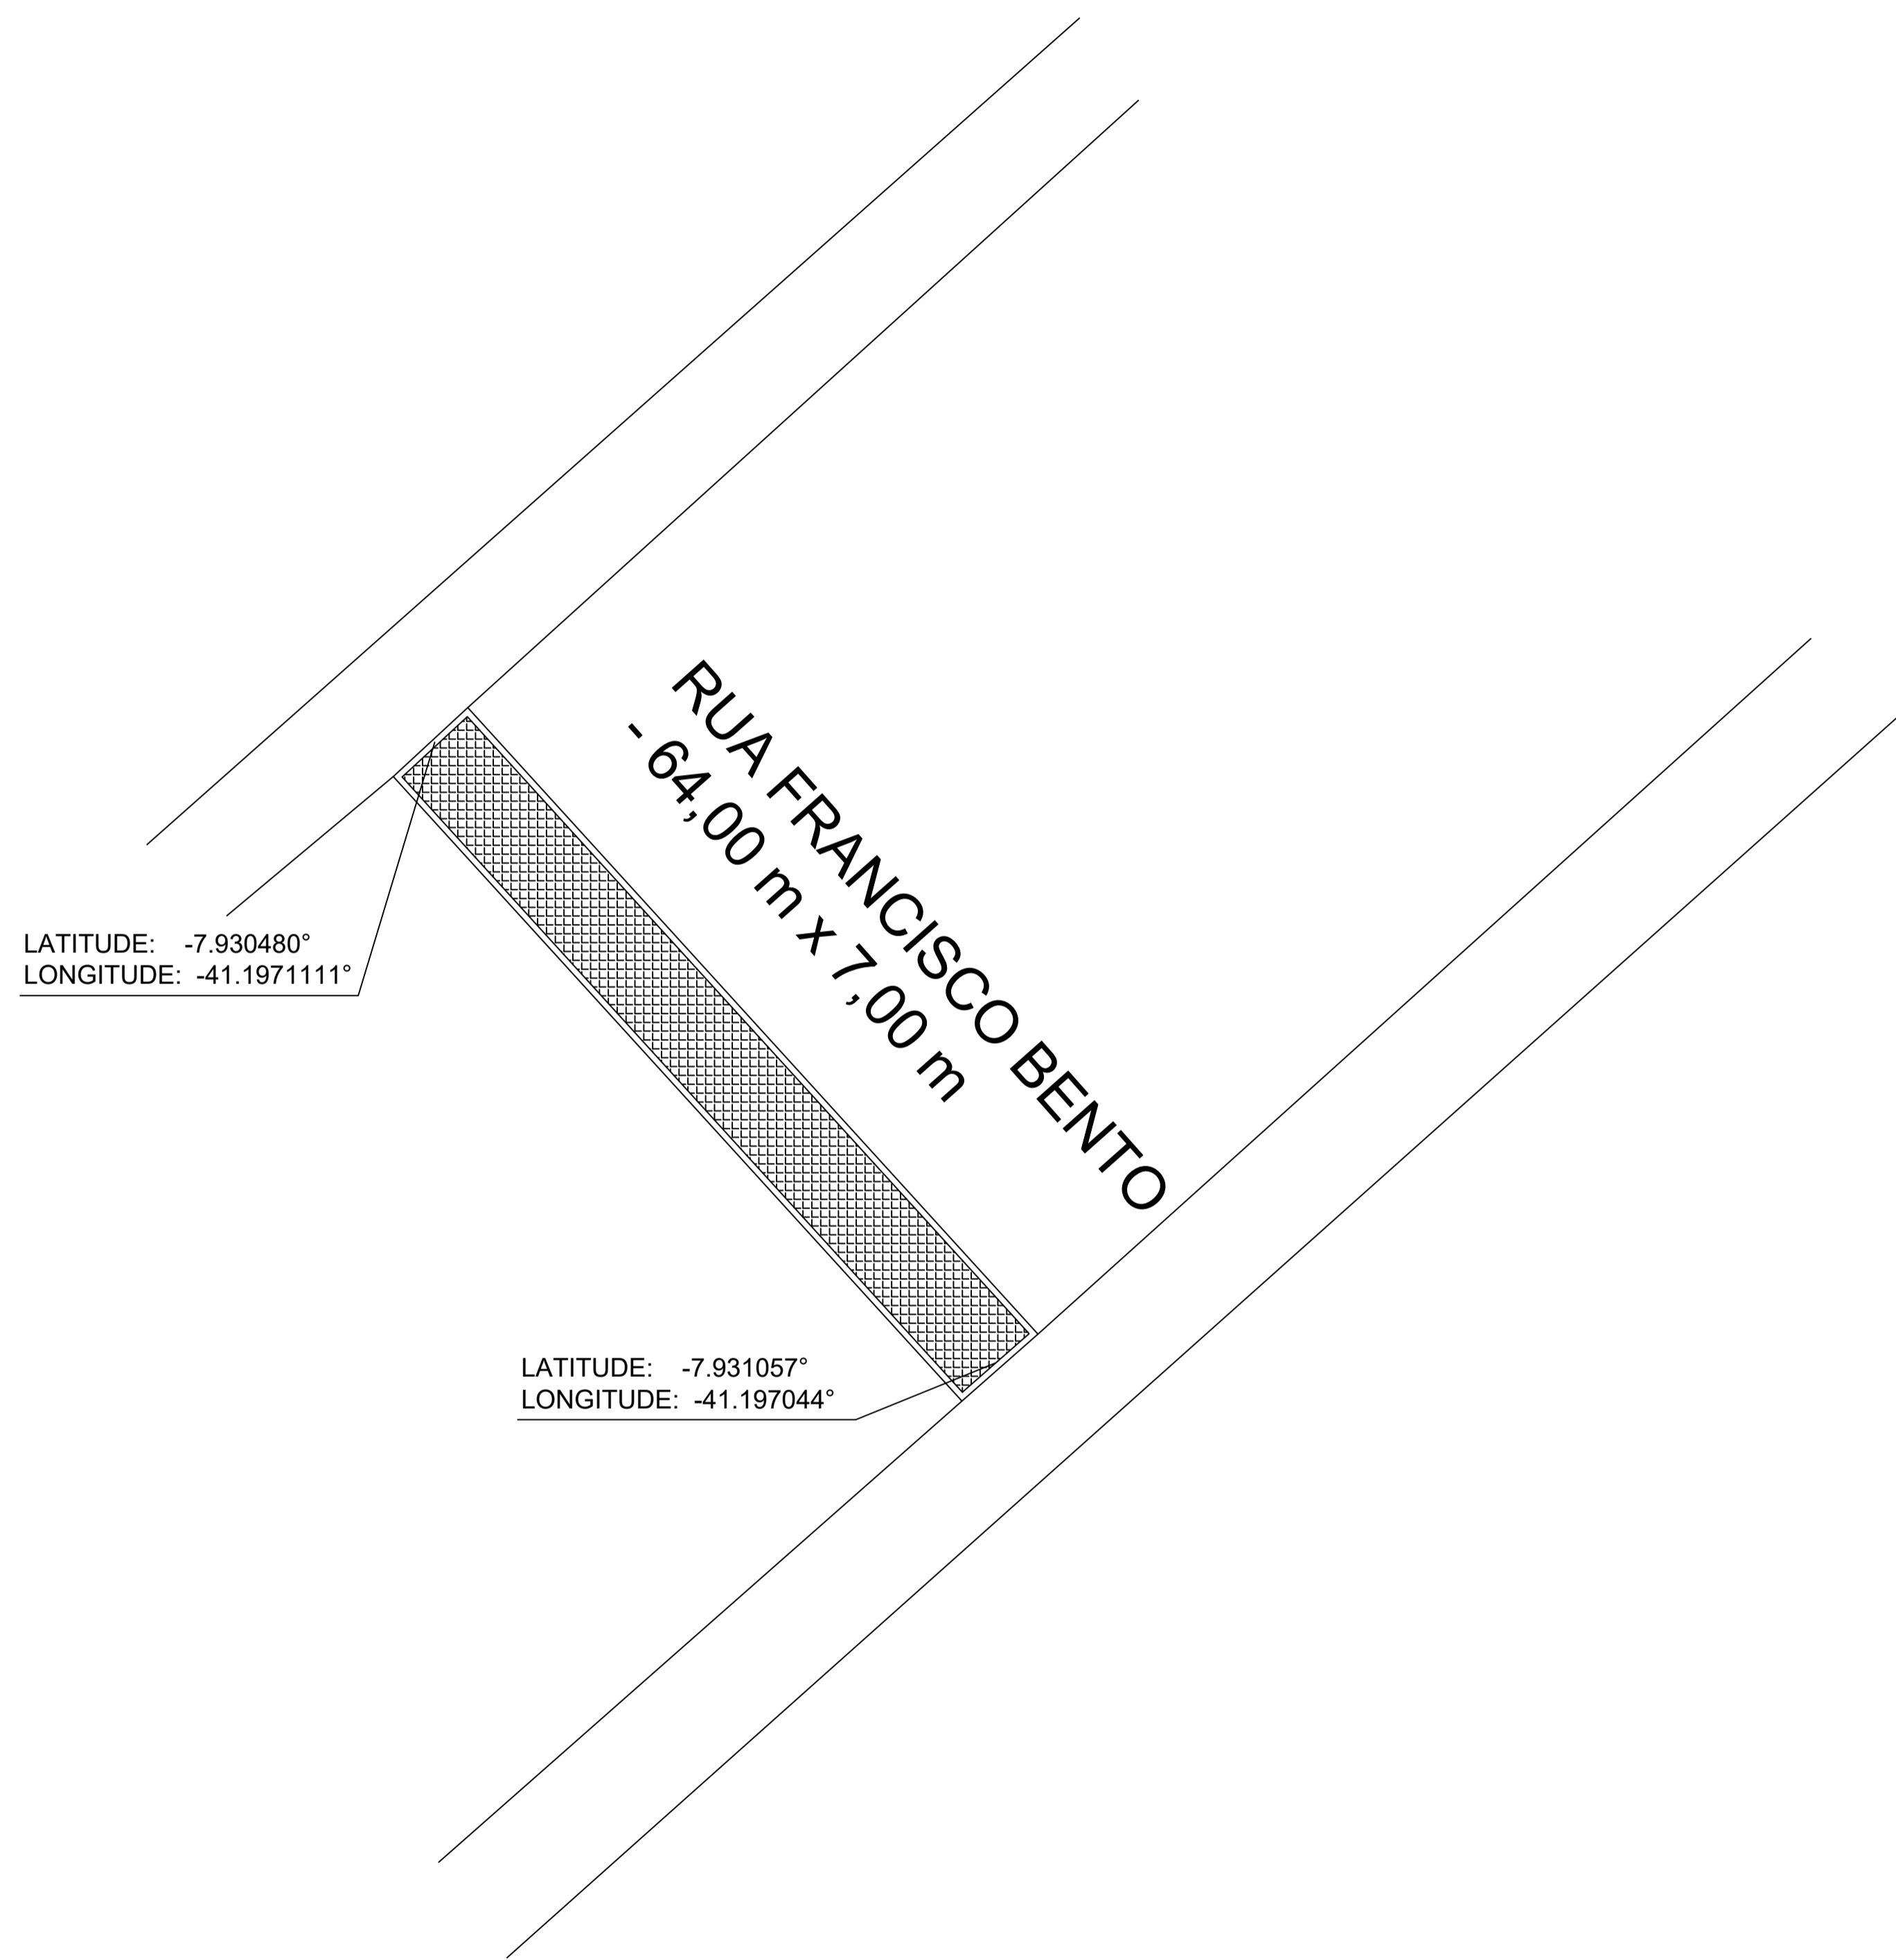 RUA FRANCISCO BENTO
- 64,00 m x 7,00 m
LATITUDE: -7.930480°
LONGITUDE: -41.1971111°
LATITUDE: -7.931057°
LONGITUDE: -41.197044°